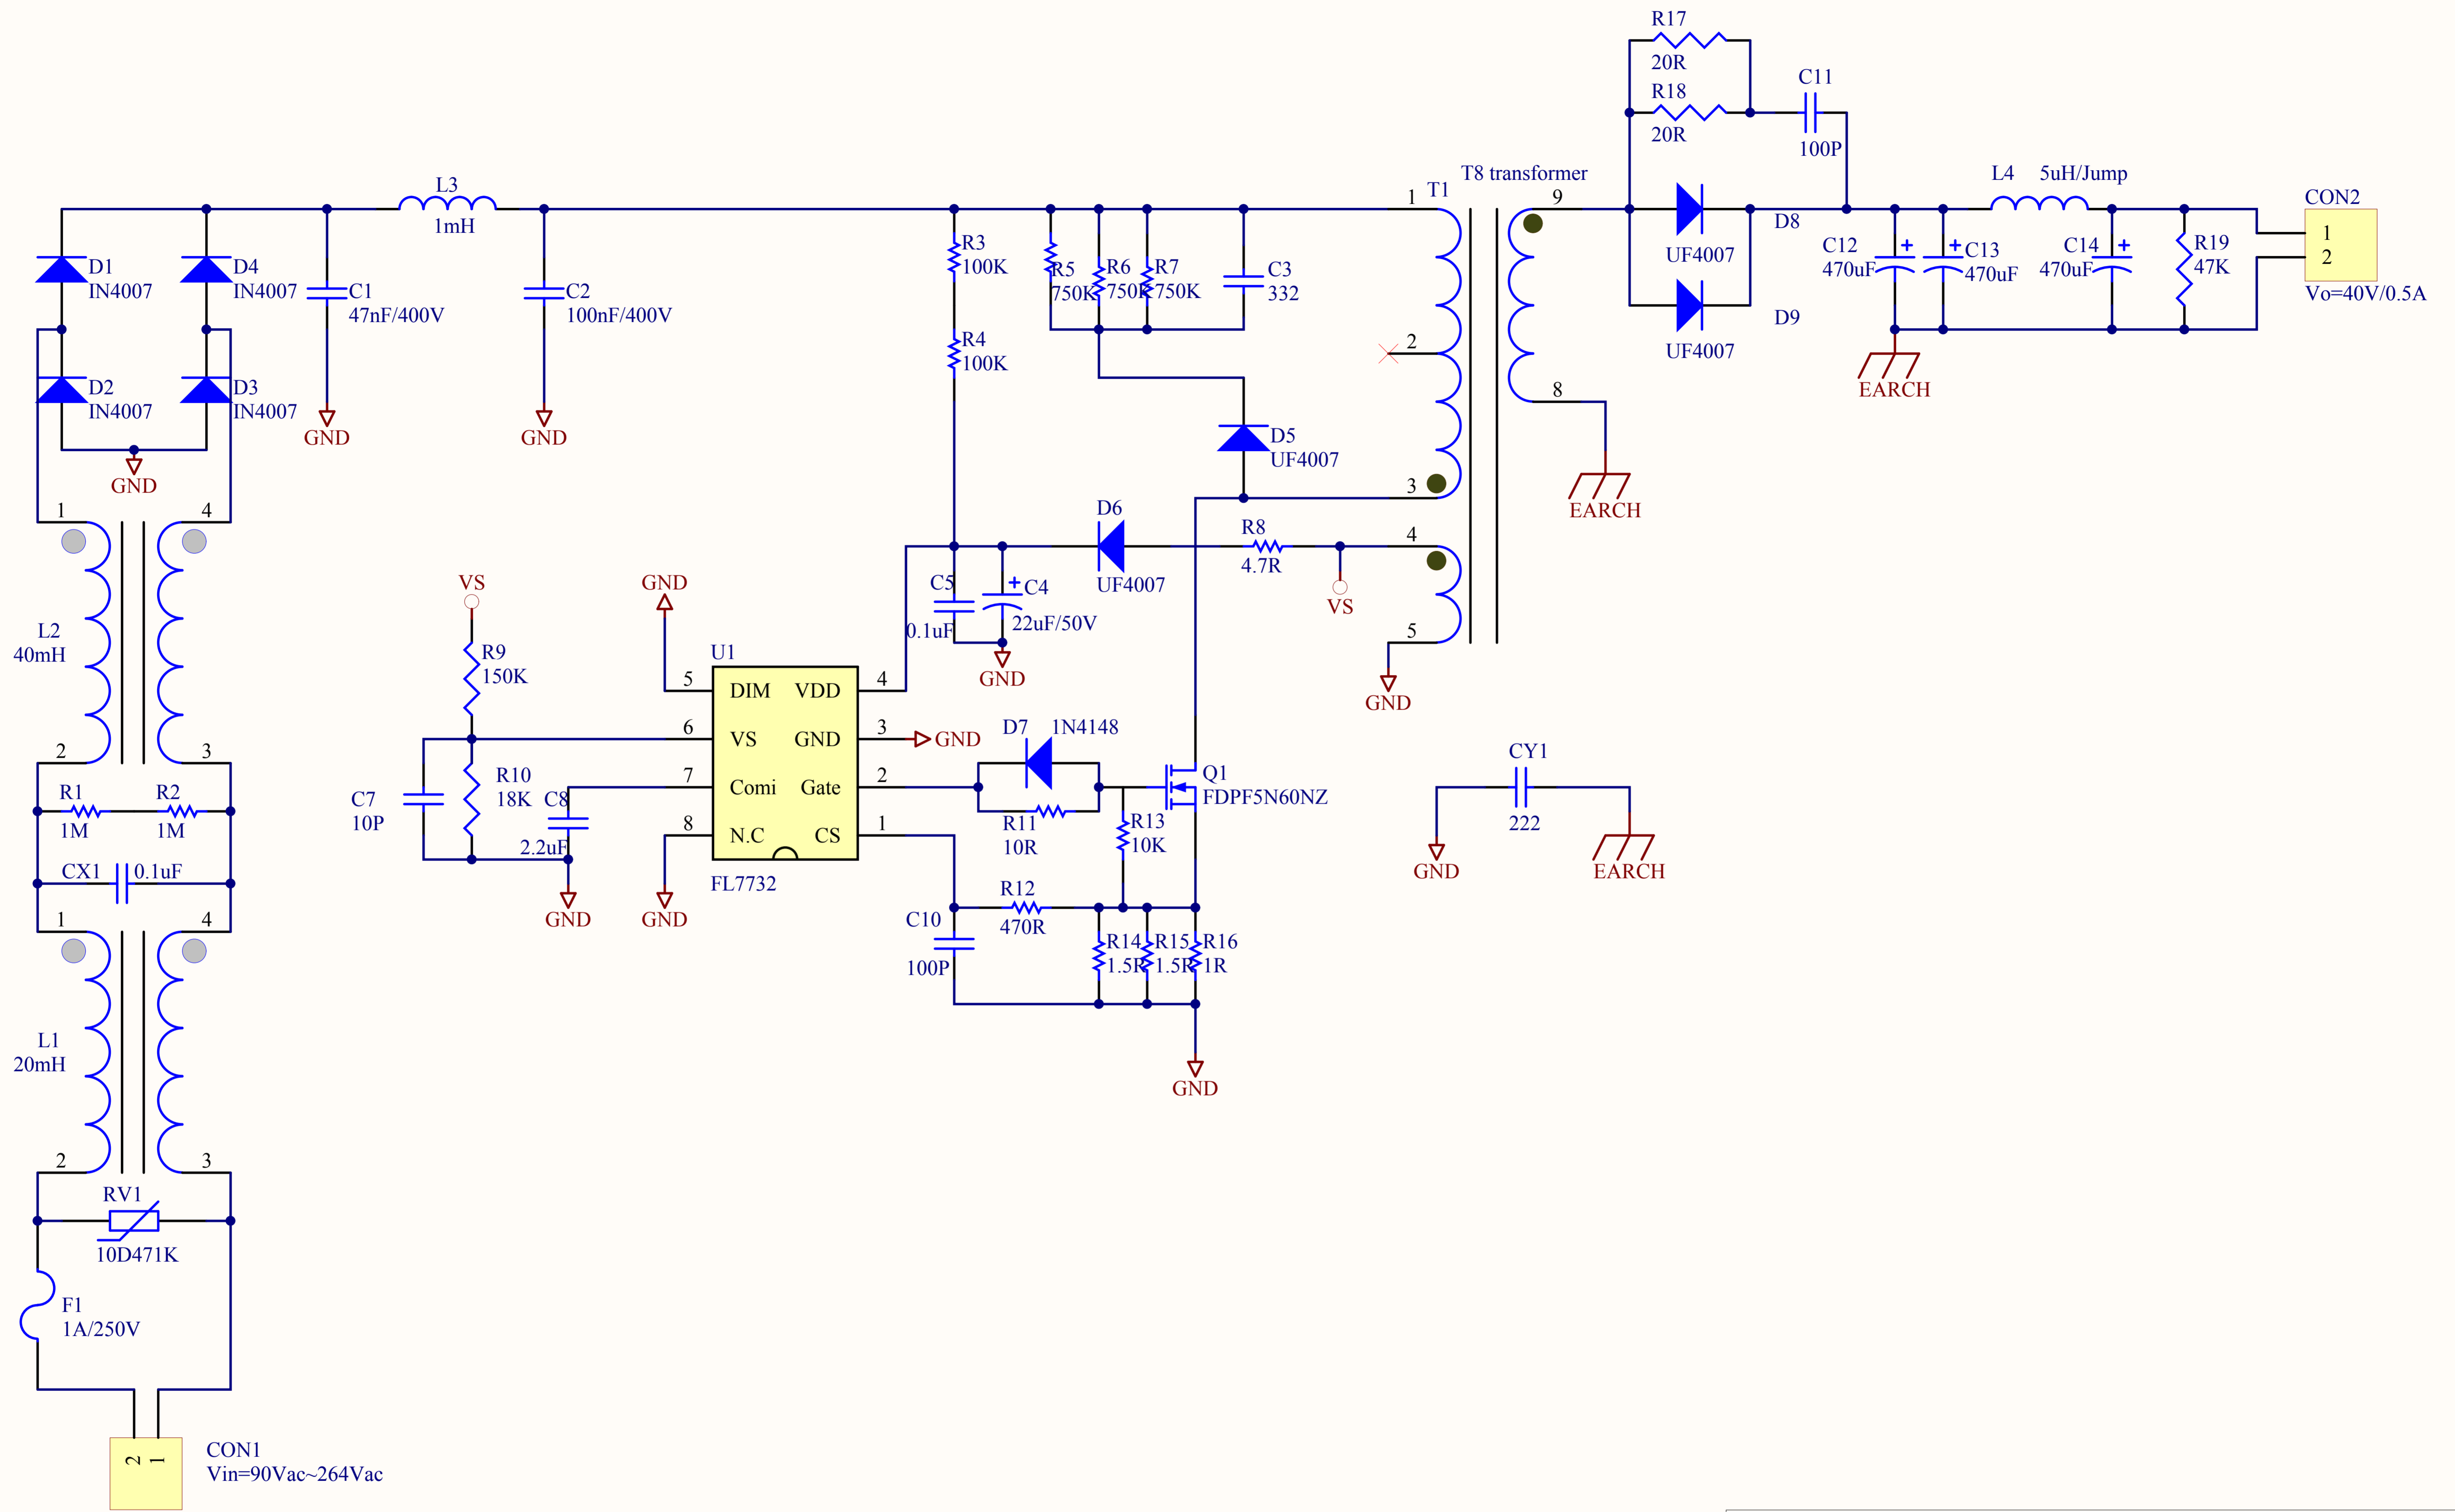 R17
20R
R18
20R
C11
100P
T1
T8 transformer
1
9
2
8
3
4
5
D8
UF4007
D9
UF4007
C12
470uF
C13
470uF
L4
5uH/Jump
C14
470uF
R19
47K
CON2
1
2
Vo=40V/0.5A
EARCH
EARCH
L3
1mH
D1
IN4007
D4
IN4007
D2
IN4007
D3
IN4007
GND
C1
47nF/400V
GND
C2
100nF/400V
GND
R3
100K
R4
100K
R5
750K
R6
750K
R7
750K
C3
332
D5
UF4007
D6
UF4007
R8
4.7R
VS
GND
C5
0.1uF
C4
22uF/50V
GND
1
4
L2
40mH
2
3
R1
1M
R2
1M
CX1
0.1uF
1
4
L1
20mH
2
3
RV1
10D471K
F1
1A/250V
2
1
CON1
Vin=90Vac~264Vac
VS
R9
150K
C7
10P
R10
18K
C8
2.2uF
GND
GND
U1
5
DIM
VDD
4
6
VS
GND
3
GND
7
Comi
Gate
2
8
N.C
CS
1
FL7732
GND
D7
1N4148
R11
10R
Q1
FDPF5N60NZ
R13
10K
R12
470R
C10
100P
R14
1.5R
R15
1.5R
R16
1R
GND
CY1
222
GND
EARCH